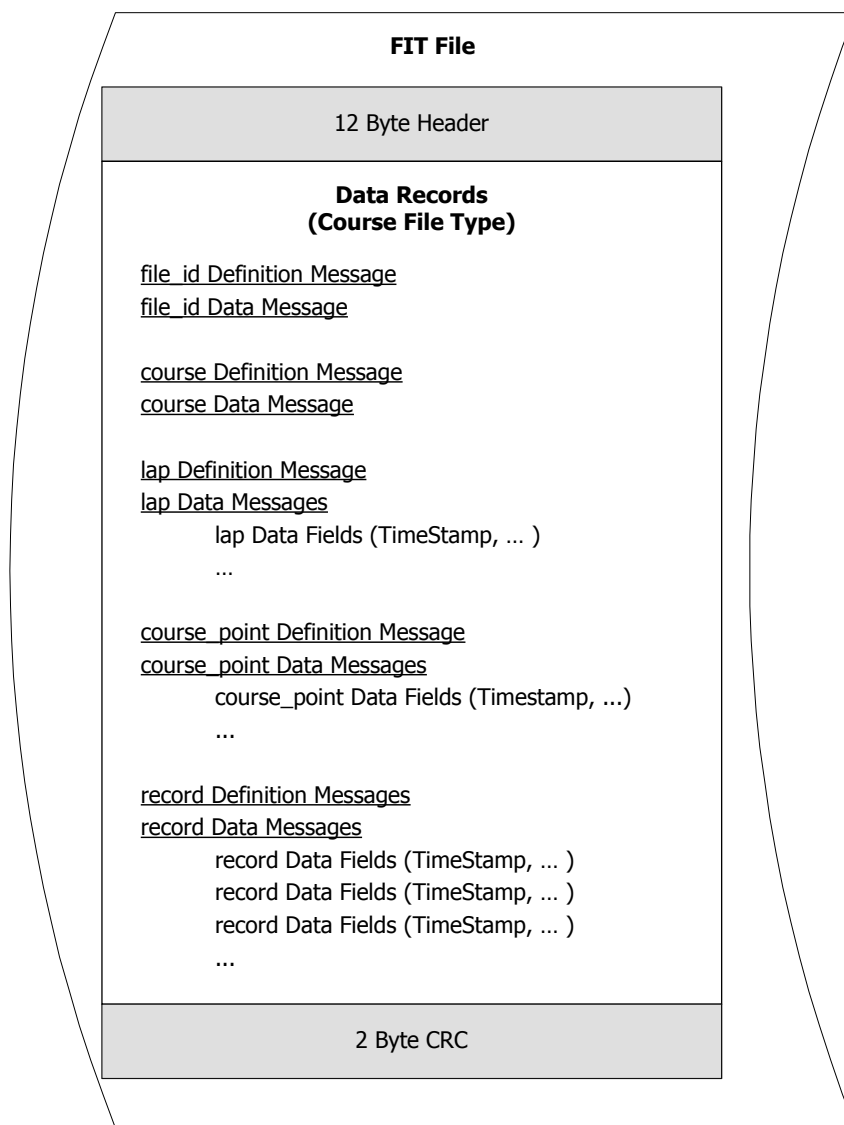 FIT File
12 Byte Header
Data Records
(Course File Type)
file_id Definition Message
file_id Data Message
course Definition Message
course Data Message
lap Definition Message
lap Data Messages
lap Data Fields (TimeStamp, … )
…
course_point Definition Message
course_point Data Messages
course_point Data Fields (Timestamp, ...)
...
record Definition Messages
record Data Messages
record Data Fields (TimeStamp, … )
record Data Fields (TimeStamp, … )
record Data Fields (TimeStamp, … )
...
2 Byte CRC